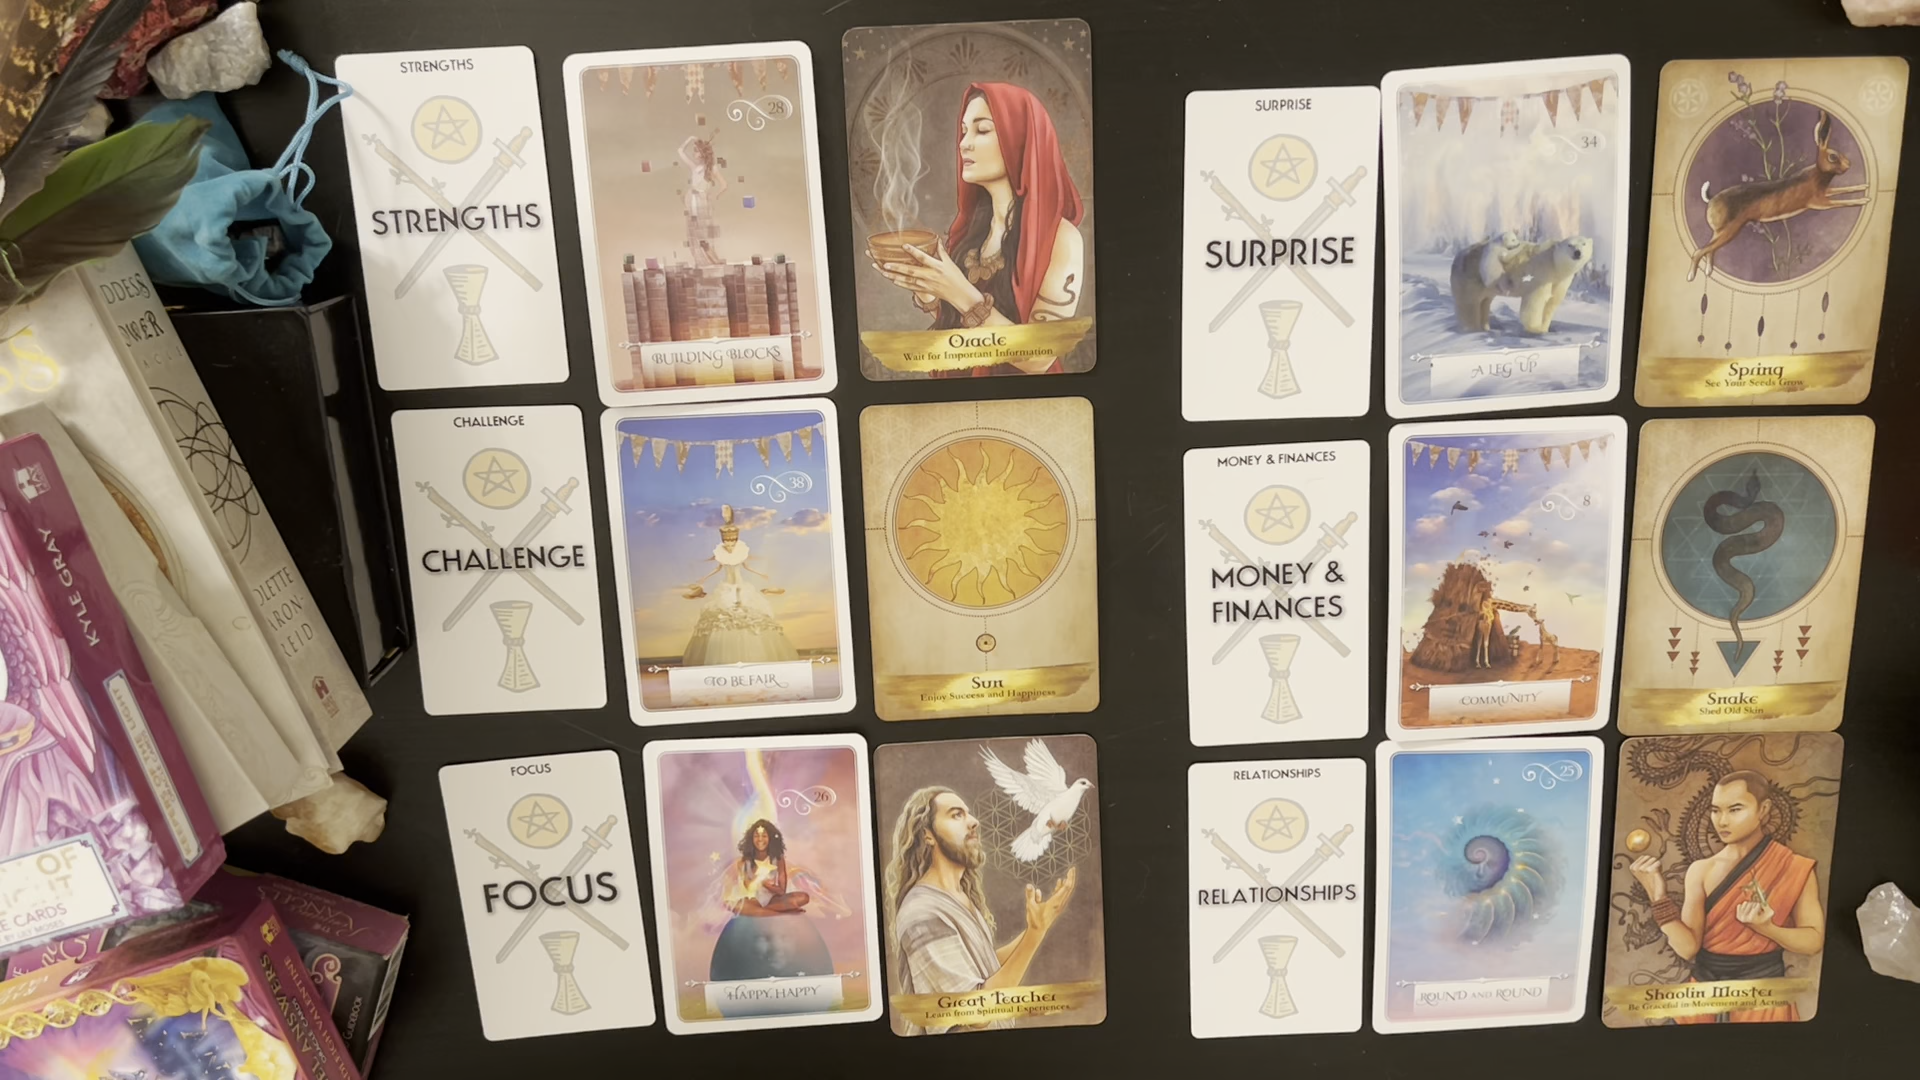 STRENGTHS
STRENGTHS
28
BUILDING BLOCKS
Oracle
Wait for Important Information
SURPRISE
SURPRISE
34
A LEG UP
Spring
See Your Seeds Grow
CHALLENGE
CHALLENGE
38
TO BE FAIR
Sun
Enjoy Success and Happiness
MONEY & FINANCES
MONEY &
FINANCES
8
COMMUNITY
Snake
Shed Old Skin
FOCUS
FOCUS
26
HAPPY, HAPPY
Great Teacher
Learn from Spiritual Experiences
RELATIONSHIPS
RELATIONSHIPS
25
ROUND AND ROUND
Shaolin Master
Be Graceful in Movement and Action
KYLE GRAY
OF
E CARDS
GUIDEBOOK